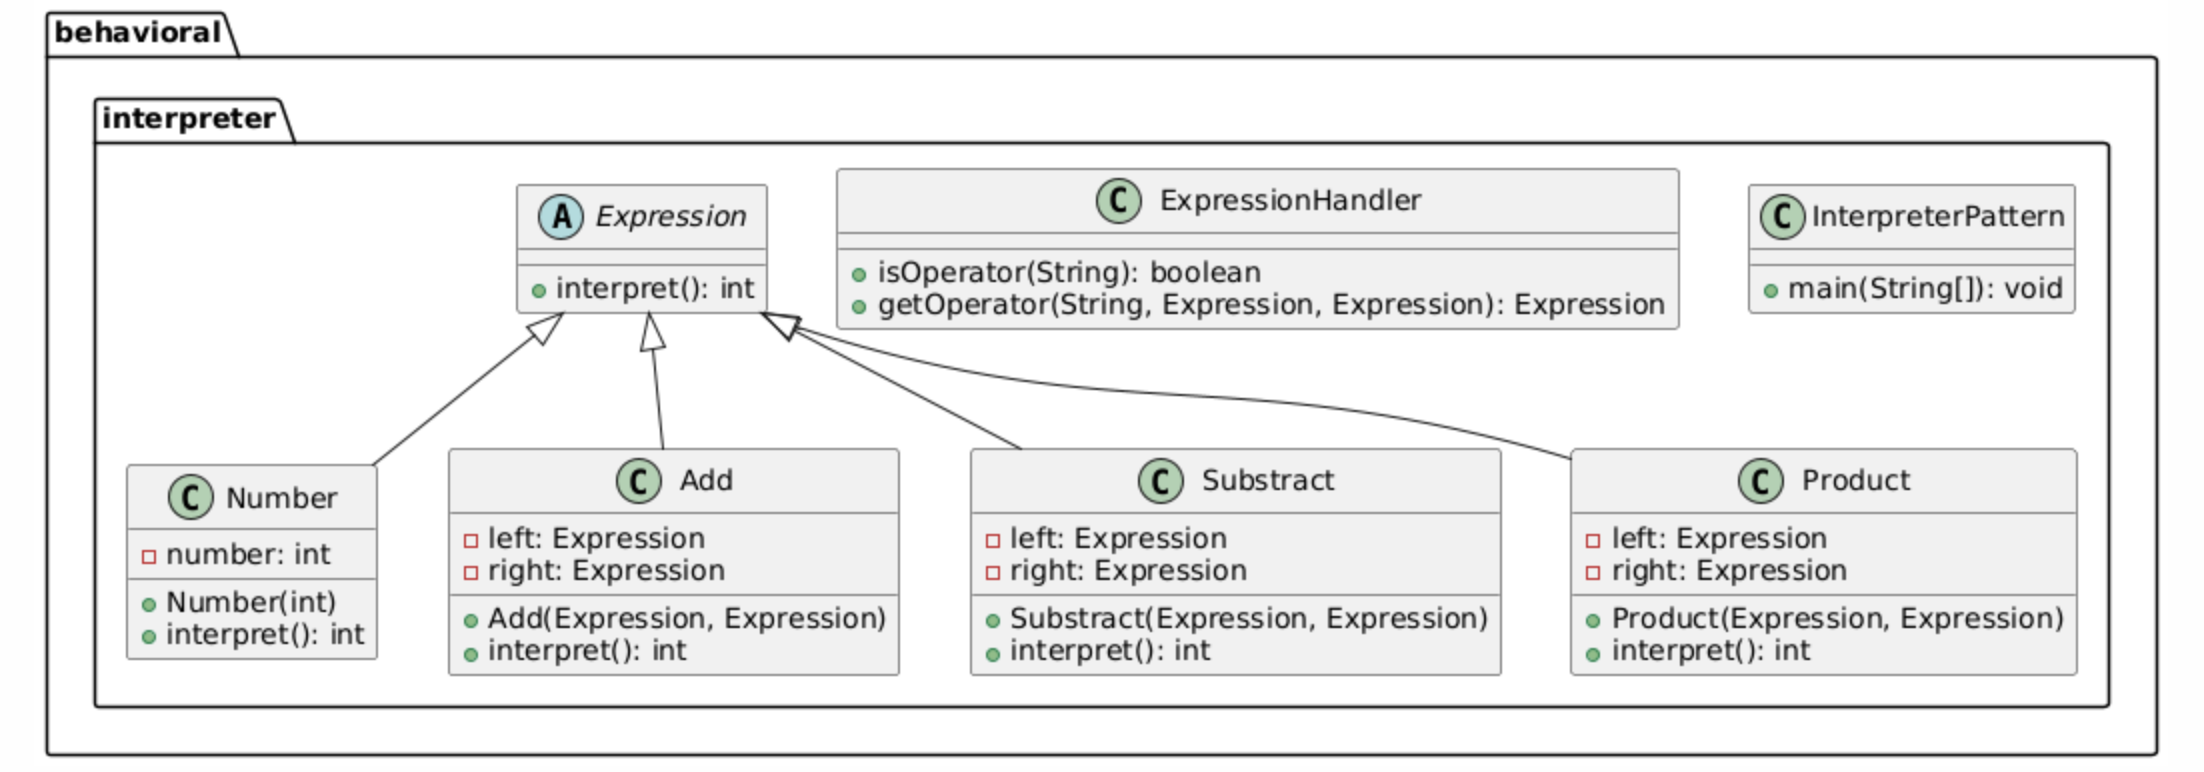 behavioral
interpreter
A Expression
interpret(): int
C ExpressionHandler
isOperator(String): boolean
getOperator(String, Expression, Expression): Expression
C InterpreterPattern
main(String[]): void
C Number
number: int
Number(int)
interpret(): int
C Add
left: Expression
right: Expression
Add(Expression, Expression)
interpret(): int
C Substract
left: Expression
right: Expression
Substract(Expression, Expression)
interpret(): int
C Product
left: Expression
right: Expression
Product(Expression, Expression)
interpret(): int